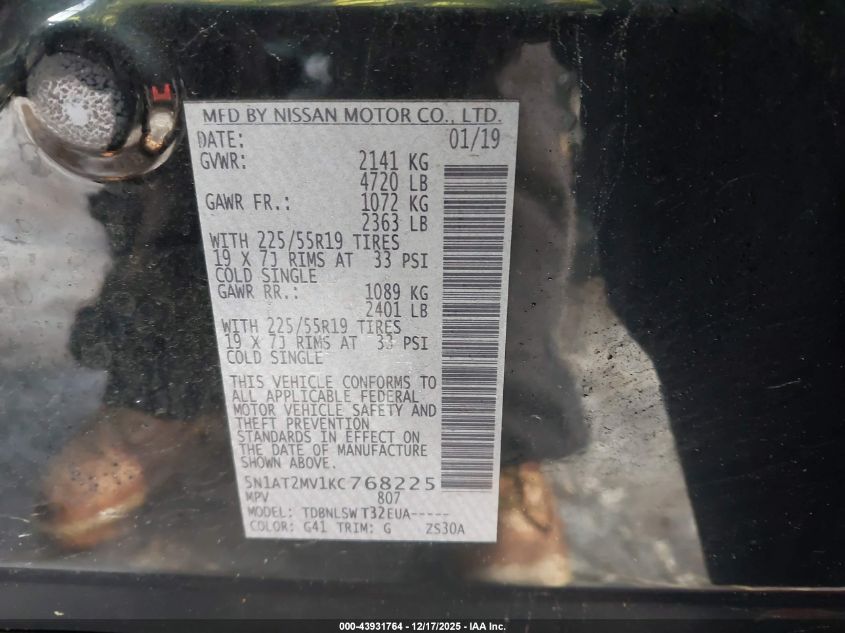 MFD BY NISSAN MOTOR CO., LTD.
DATE: 01/19
GVWR: 2141 KG
4720 LB
GAWR FR.: 1072 KG
2363 LB
WITH 225/55R19 TIRES
19 X 7J RIMS AT 33 PSI
COLD SINGLE
GAWR RR.: 1089 KG
2401 LB
WITH 225/55R19 TIRES
19 X 7J RIMS AT 33 PSI
COLD SINGLE
THIS VEHICLE CONFORMS TO
ALL APPLICABLE FEDERAL
MOTOR VEHICLE SAFETY AND
THEFT PREVENTION
STANDARDS IN EFFECT ON
THE DATE OF MANUFACTURE
SHOWN ABOVE.
5N1AT2MV1KC768225
MPV 807
MODEL: TDBNLSW T32EUA-----
COLOR: G41 TRIM: G ZS30A
000-43931764 - 12/17/2025 - IAA Inc.